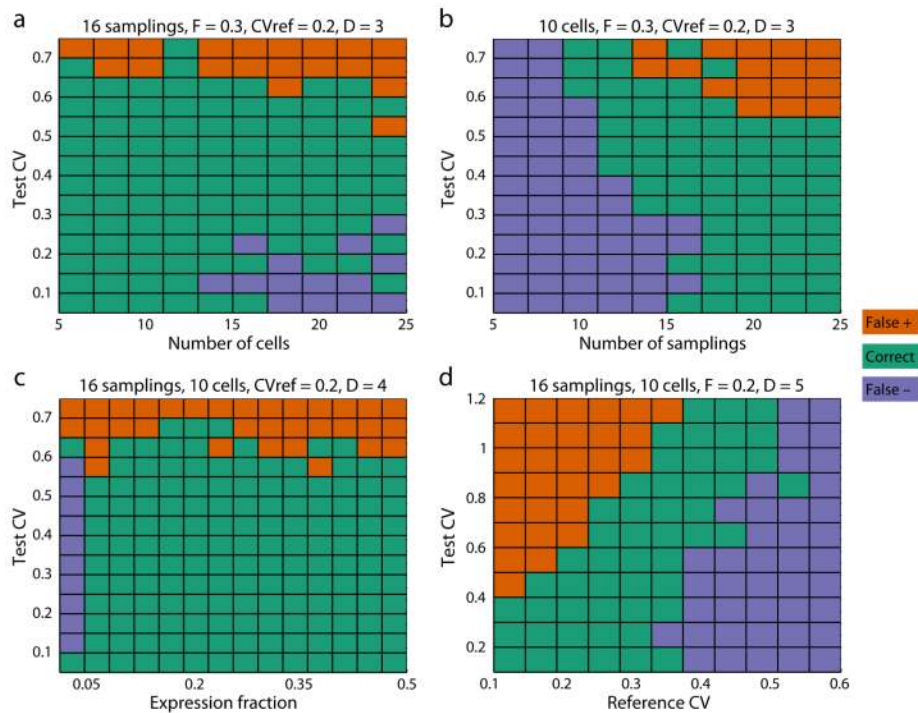 a
16 samplings, F = 0.3, CVref = 0.2, D = 3
Test CV
0.7
0.6
0.5
0.4
0.3
0.2
0.1
5 10 15 20 25
Number of cells
b
10 cells, F = 0.3, CVref = 0.2, D = 3
Test CV
0.7
0.6
0.5
0.4
0.3
0.2
0.1
5 10 15 20 25
Number of samplings
False +
Correct
False –
c
16 samplings, 10 cells, CVref = 0.2, D = 4
Test CV
0.7
0.6
0.5
0.4
0.3
0.2
0.1
0.05 0.2 0.35 0.5
Expression fraction
d
16 samplings, 10 cells, F = 0.2, D = 5
Test CV
1.2
1
0.8
0.6
0.4
0.2
0.1 0.2 0.3 0.4 0.5 0.6
Reference CV